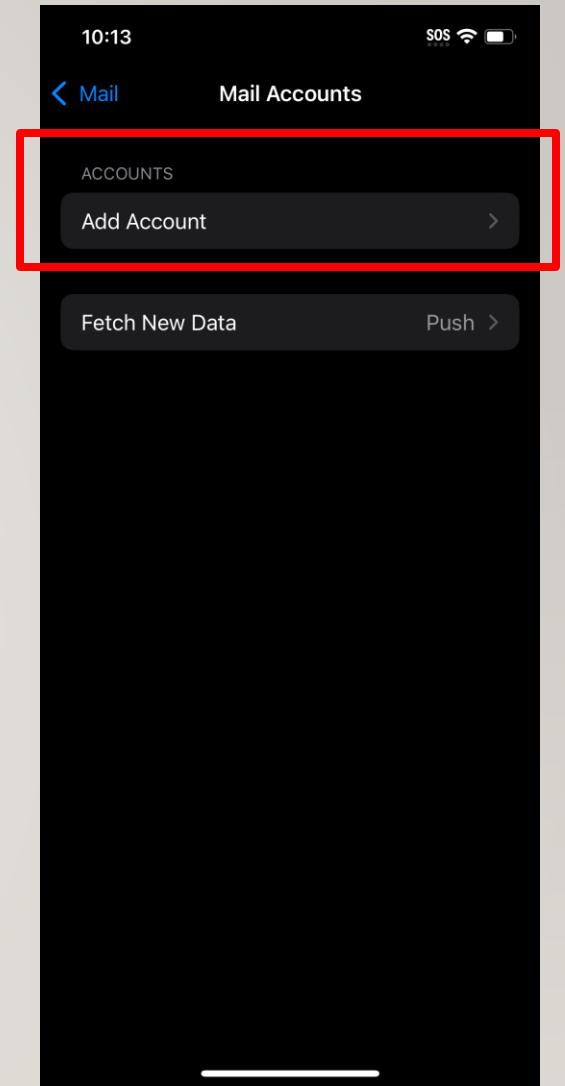 10:13 SOS
Mail Mail Accounts
ACCOUNTS
Add Account
Fetch New Data Push